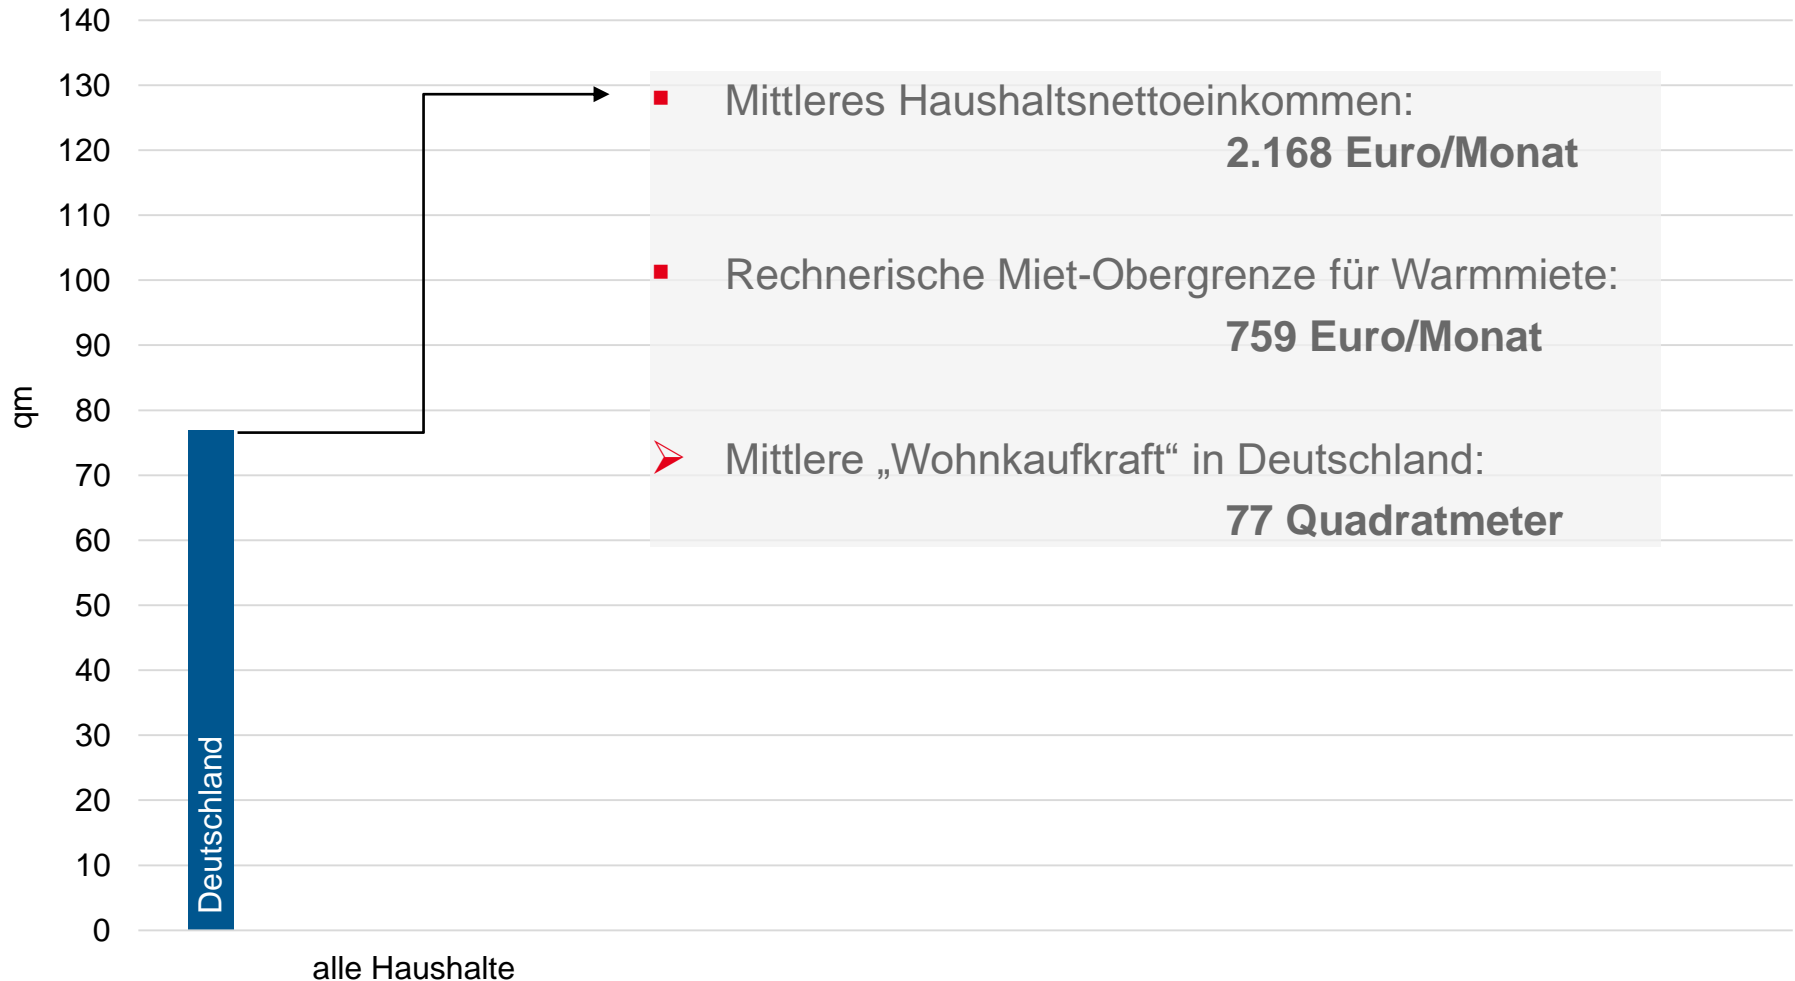 140
130
120
110
100
90
80
70
60
50
40
30
20
10
0
qm
Deutschland
alle Haushalte
▪ Mittleres Haushaltsnettoeinkommen:
2.168 Euro/Monat
▪ Rechnerische Miet-Obergrenze für Warmmiete:
759 Euro/Monat
➢ Mittlere „Wohnkaufkraft“ in Deutschland:
77 Quadratmeter